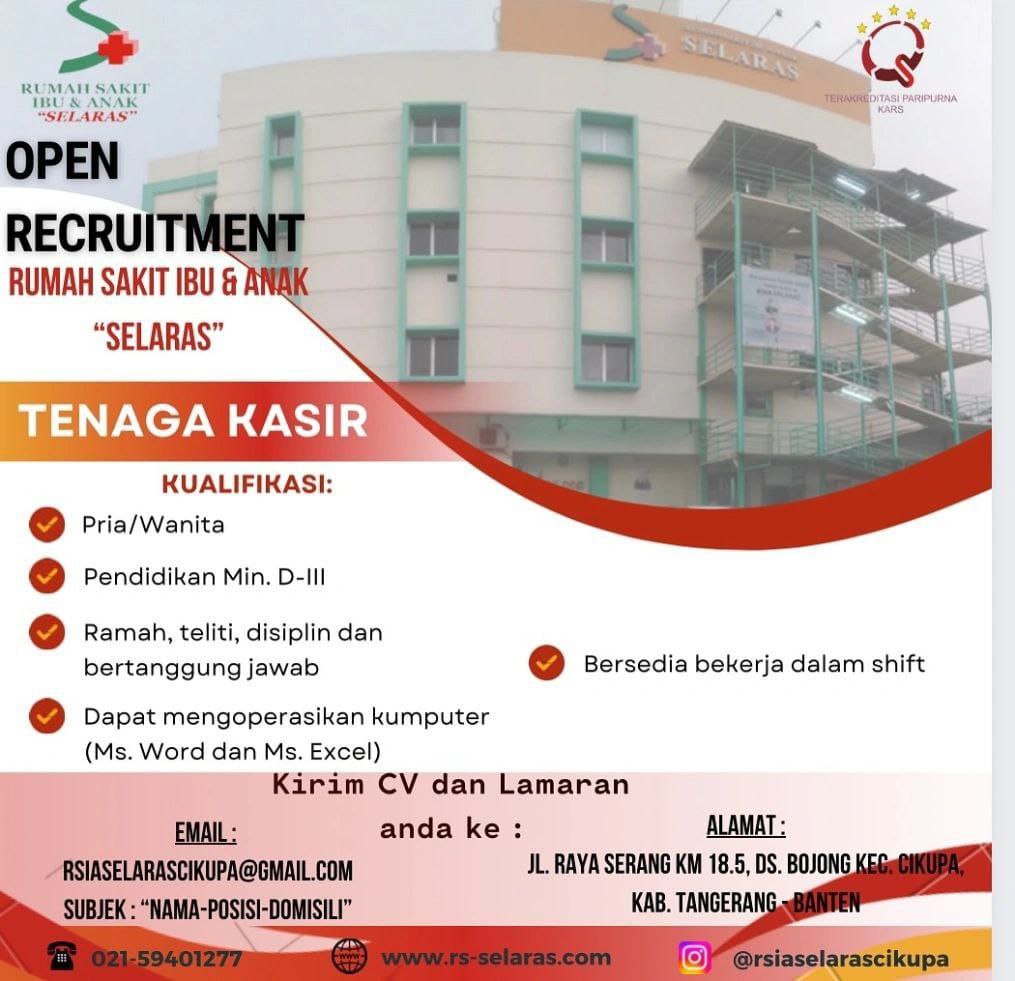 RUMAH SAKIT
IBU & ANAK
"SELARAS"
SELARAS
TERAKREDITASI PARIPURNA
KARS
OPEN
RECRUITMENT
RUMAH SAKIT IBU & ANAK
“SELARAS”
TENAGA KASIR
KUALIFIKASI:
Pria/Wanita
Pendidikan Min. D-III
Ramah, teliti, disiplin dan
bertanggung jawab
Dapat mengoperasikan kumputer
(Ms. Word dan Ms. Excel)
Bersedia bekerja dalam shift
Kirim CV dan Lamaran
anda ke :
EMAIL :
RSIASELARASCIKUPA@GMAIL.COM
SUBJEK : “NAMA-POSISI-DOMISILI”
ALAMAT :
JL. RAYA SERANG KM 18.5, DS. BOJONG KEC. CIKUPA,
KAB. TANGERANG - BANTEN
021-59401277
www.rs-selaras.com
@rsiaselarascikupa